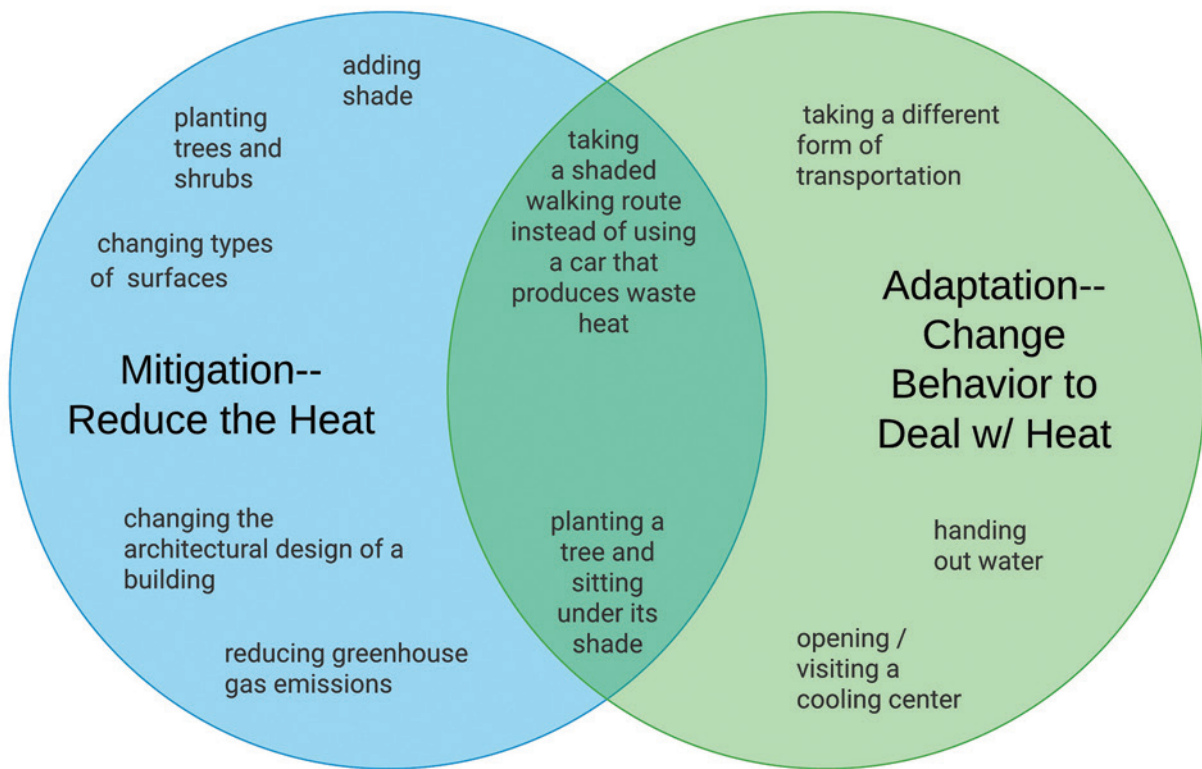 adding
shade
planting
trees and
shrubs
changing types
of surfaces
Mitigation--
Reduce the Heat
changing the
architectural design of a
building
reducing greenhouse
gas emissions
taking
a shaded
walking route
instead of using
a car that
produces waste
heat
planting a
tree and
sitting
under its
shade
taking a different
form of
transportation
Adaptation--
Change
Behavior to
Deal w/ Heat
handing
out water
opening /
visiting a
cooling center